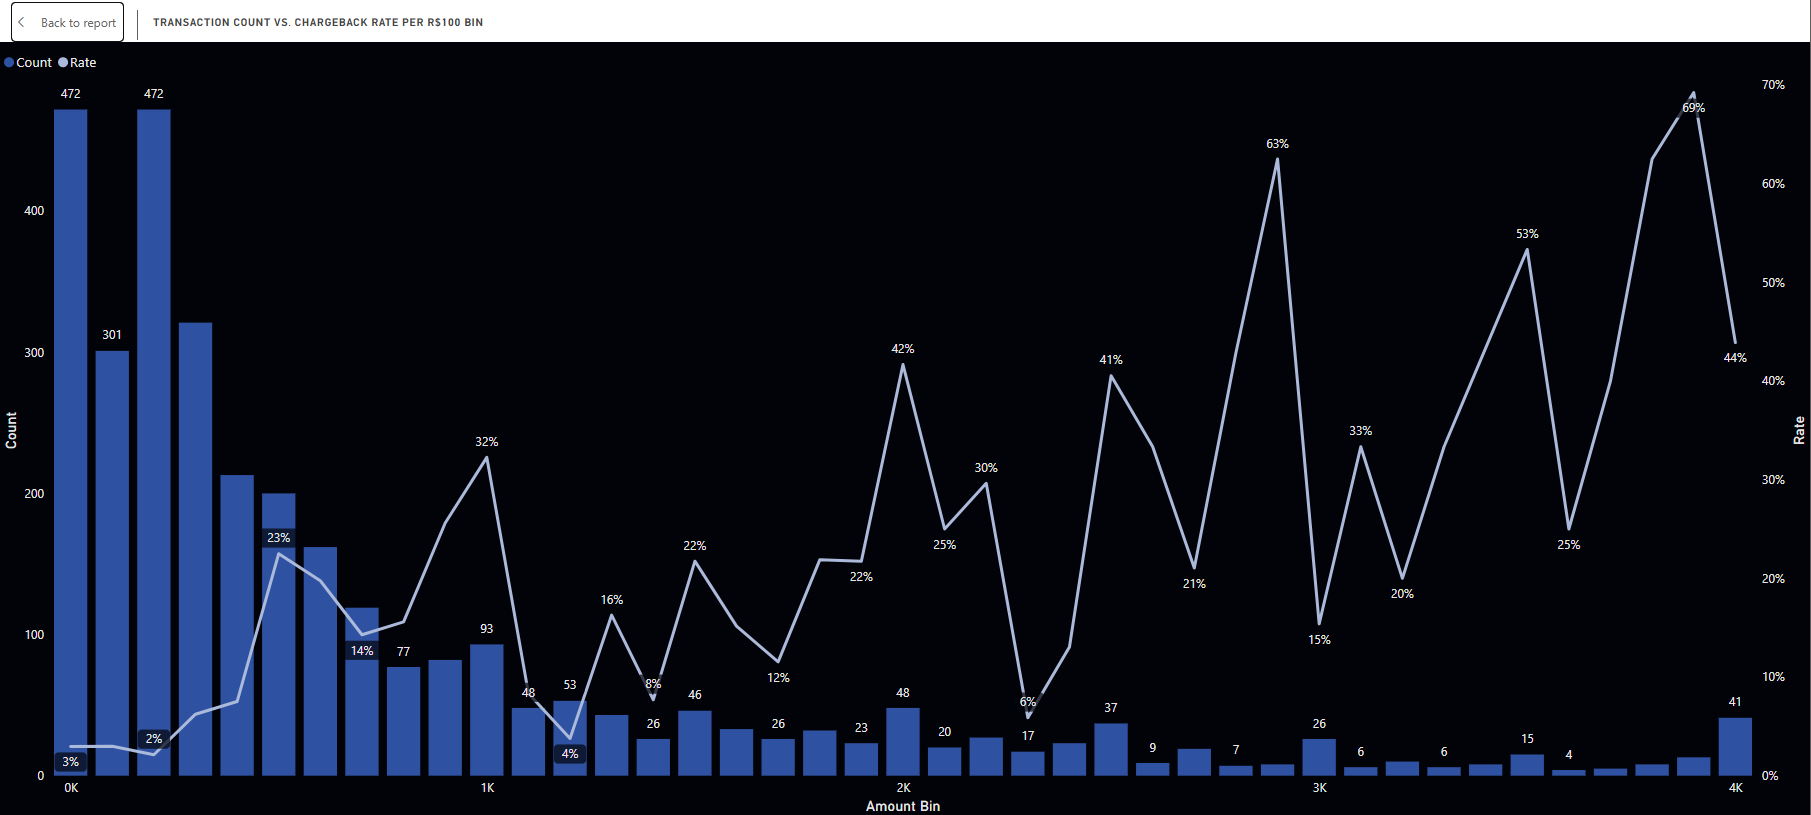 Back to report
TRANSACTION COUNT VS. CHARGEBACK RATE PER R$100 BIN
Count Rate
472 472 70%
69%
63%
60%
400
53%
50%
301 42% 44%
300 41%
40%
32% 33%
30%
200 30%
23% 22% 25% 25%
22% 21% 20% 20%
16%
100 93 15%
14% 77
12% 10%
48 53 8% 46 48 6% 37 41
26 26 23 20 17 26 15
2% 4% 9 7 6 6 4
3%
0 0%
0K 1K 2K 3K 4K
Amount Bin
Count
Rate